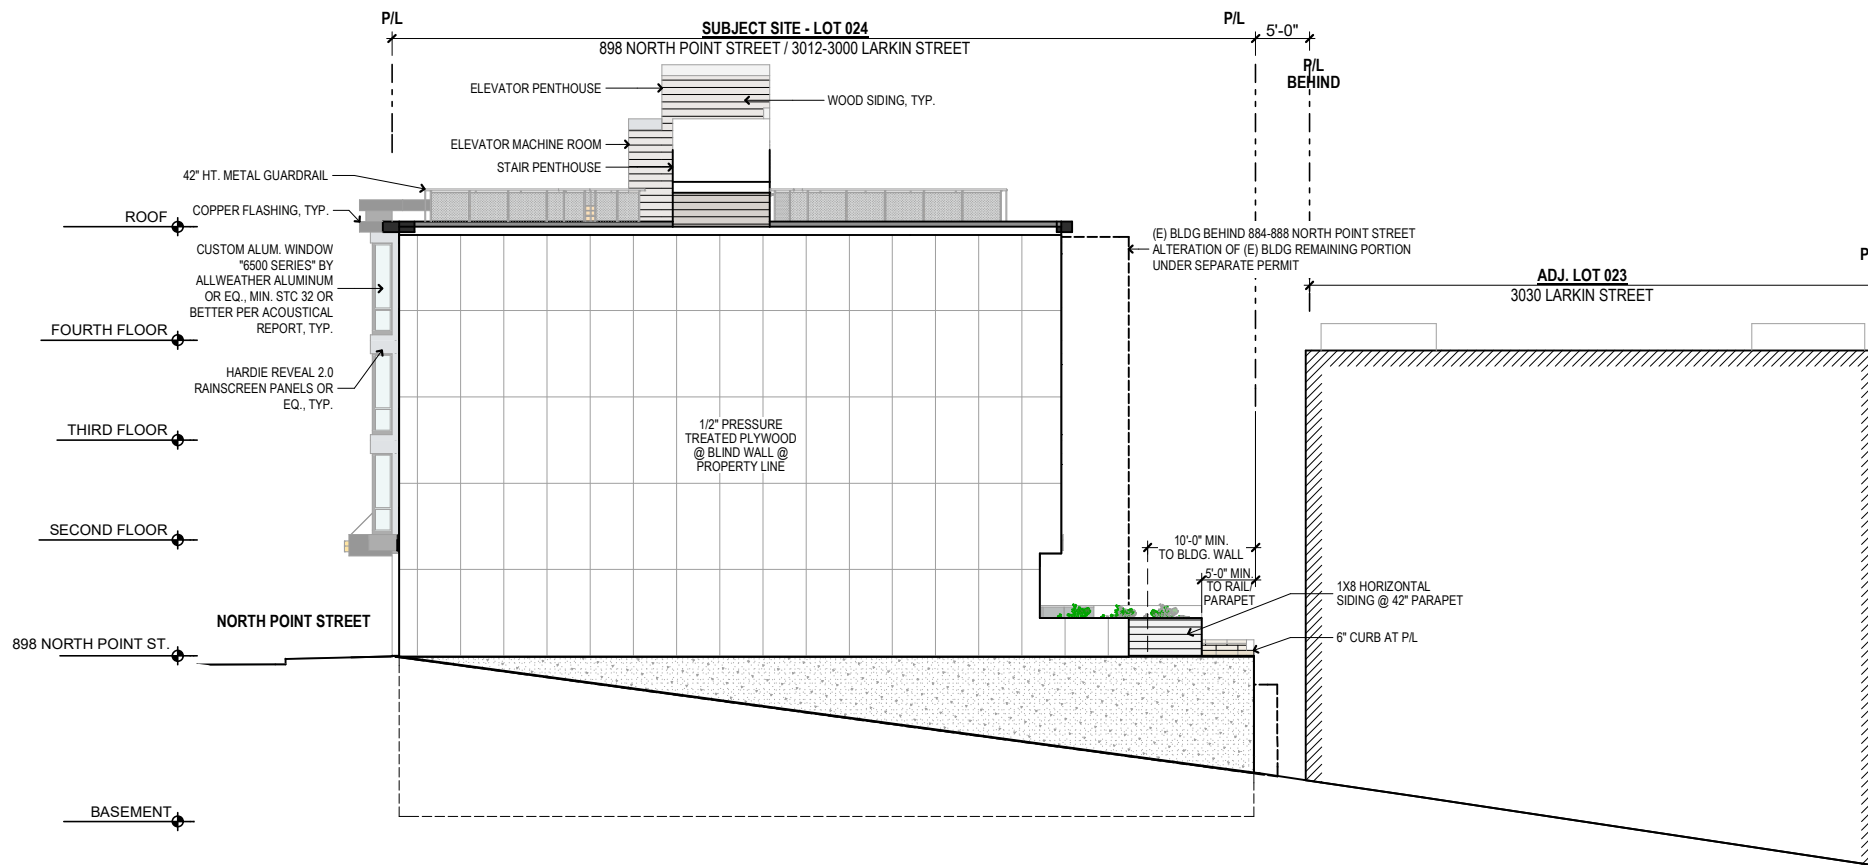 P/L
SUBJECT SITE - LOT 024
898 NORTH POINT STREET / 3012-3000 LARKIN STREET
P/L
5'-0"
P/L
BEHIND
ELEVATOR PENTHOUSE
WOOD SIDING, TYP.
ELEVATOR MACHINE ROOM
STAIR PENTHOUSE
42" HT. METAL GUARDRAIL
COPPER FLASHING, TYP.
ROOF
CUSTOM ALUM. WINDOW
"6500 SERIES" BY
ALLWEATHER ALUMINUM
OR EQ., MIN. STC 32 OR
BETTER PER ACOUSTICAL
REPORT, TYP.
(E) BLDG BEHIND 884-888 NORTH POINT STREET
ALTERATION OF (E) BLDG REMAINING PORTION
UNDER SEPARATE PERMIT
P
ADJ. LOT 023
3030 LARKIN STREET
FOURTH FLOOR
HARDIE REVEAL 2.0
RAINSCREEN PANELS OR
EQ., TYP.
THIRD FLOOR
1/2" PRESSURE
TREATED PLYWOOD
@ BLIND WALL @
PROPERTY LINE
SECOND FLOOR
10'-0" MIN.
TO BLDG. WALL
5'-0" MIN.
TO RAIL/
PARAPET
1X8 HORIZONTAL
SIDING @ 42" PARAPET
6" CURB AT P/L
NORTH POINT STREET
898 NORTH POINT ST.
BASEMENT